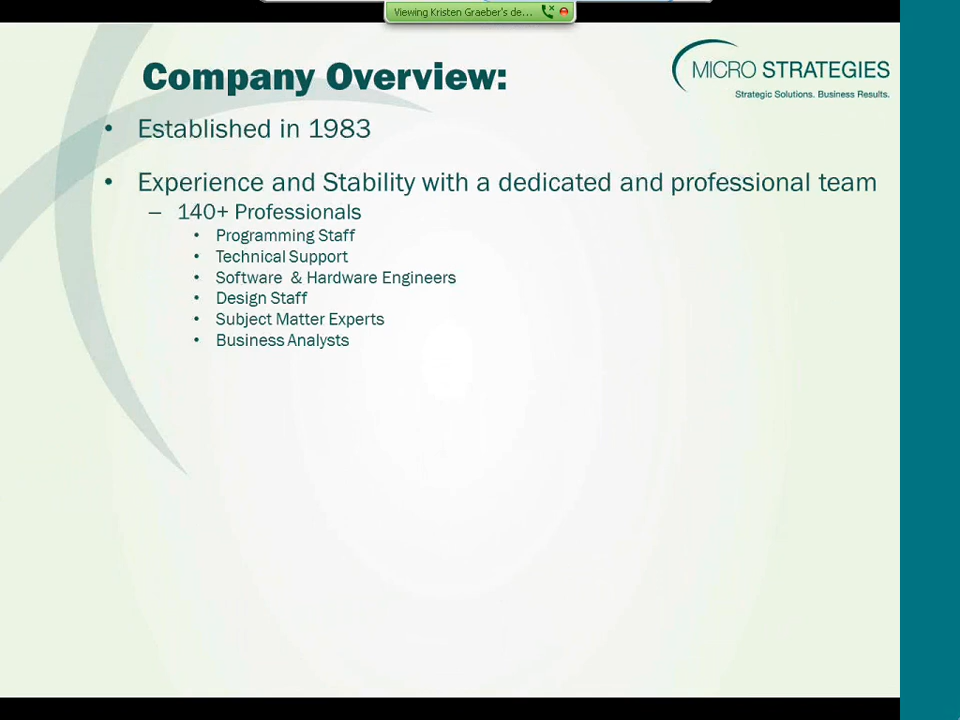 Viewing Kristen Graeber's de...
Company Overview:
MICRO STRATEGIES
Strategic Solutions. Business Results.
• Established in 1983
• Experience and Stability with a dedicated and professional team
– 140+ Professionals
• Programming Staff
• Technical Support
• Software & Hardware Engineers
• Design Staff
• Subject Matter Experts
• Business Analysts